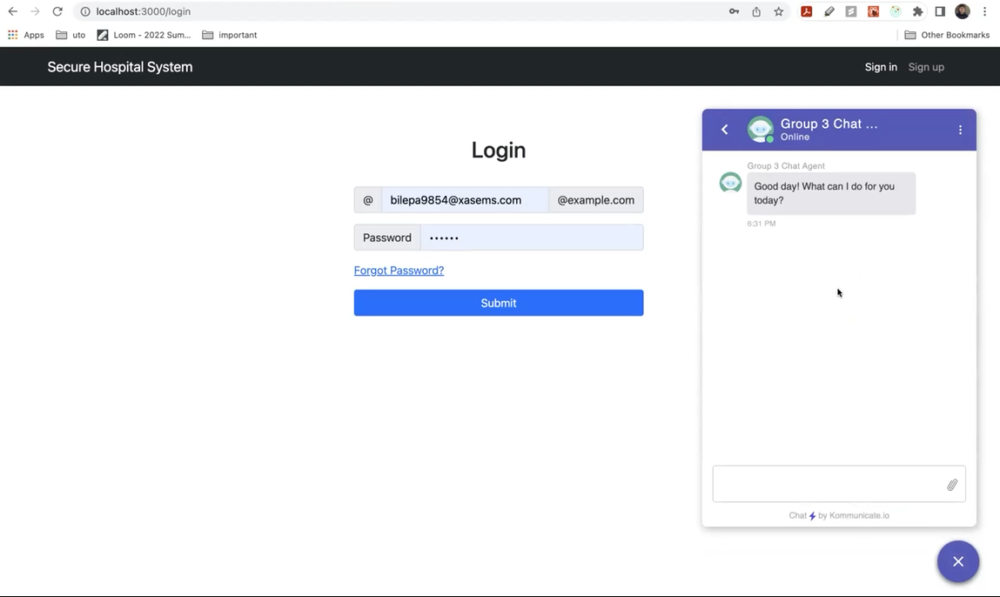 localhost:3000/login
Apps
uto
Loom - 2022 Sum...
important
Other Bookmarks
Secure Hospital System
Sign in
Sign up
Login
@
bilepa9854@xasems.com
@example.com
Password
••••••
Forgot Password?
Submit
Group 3 Chat ...
Online
Group 3 Chat Agent
Good day! What can I do for you
today?
6:31 PM
Chat by Kommunicate.io